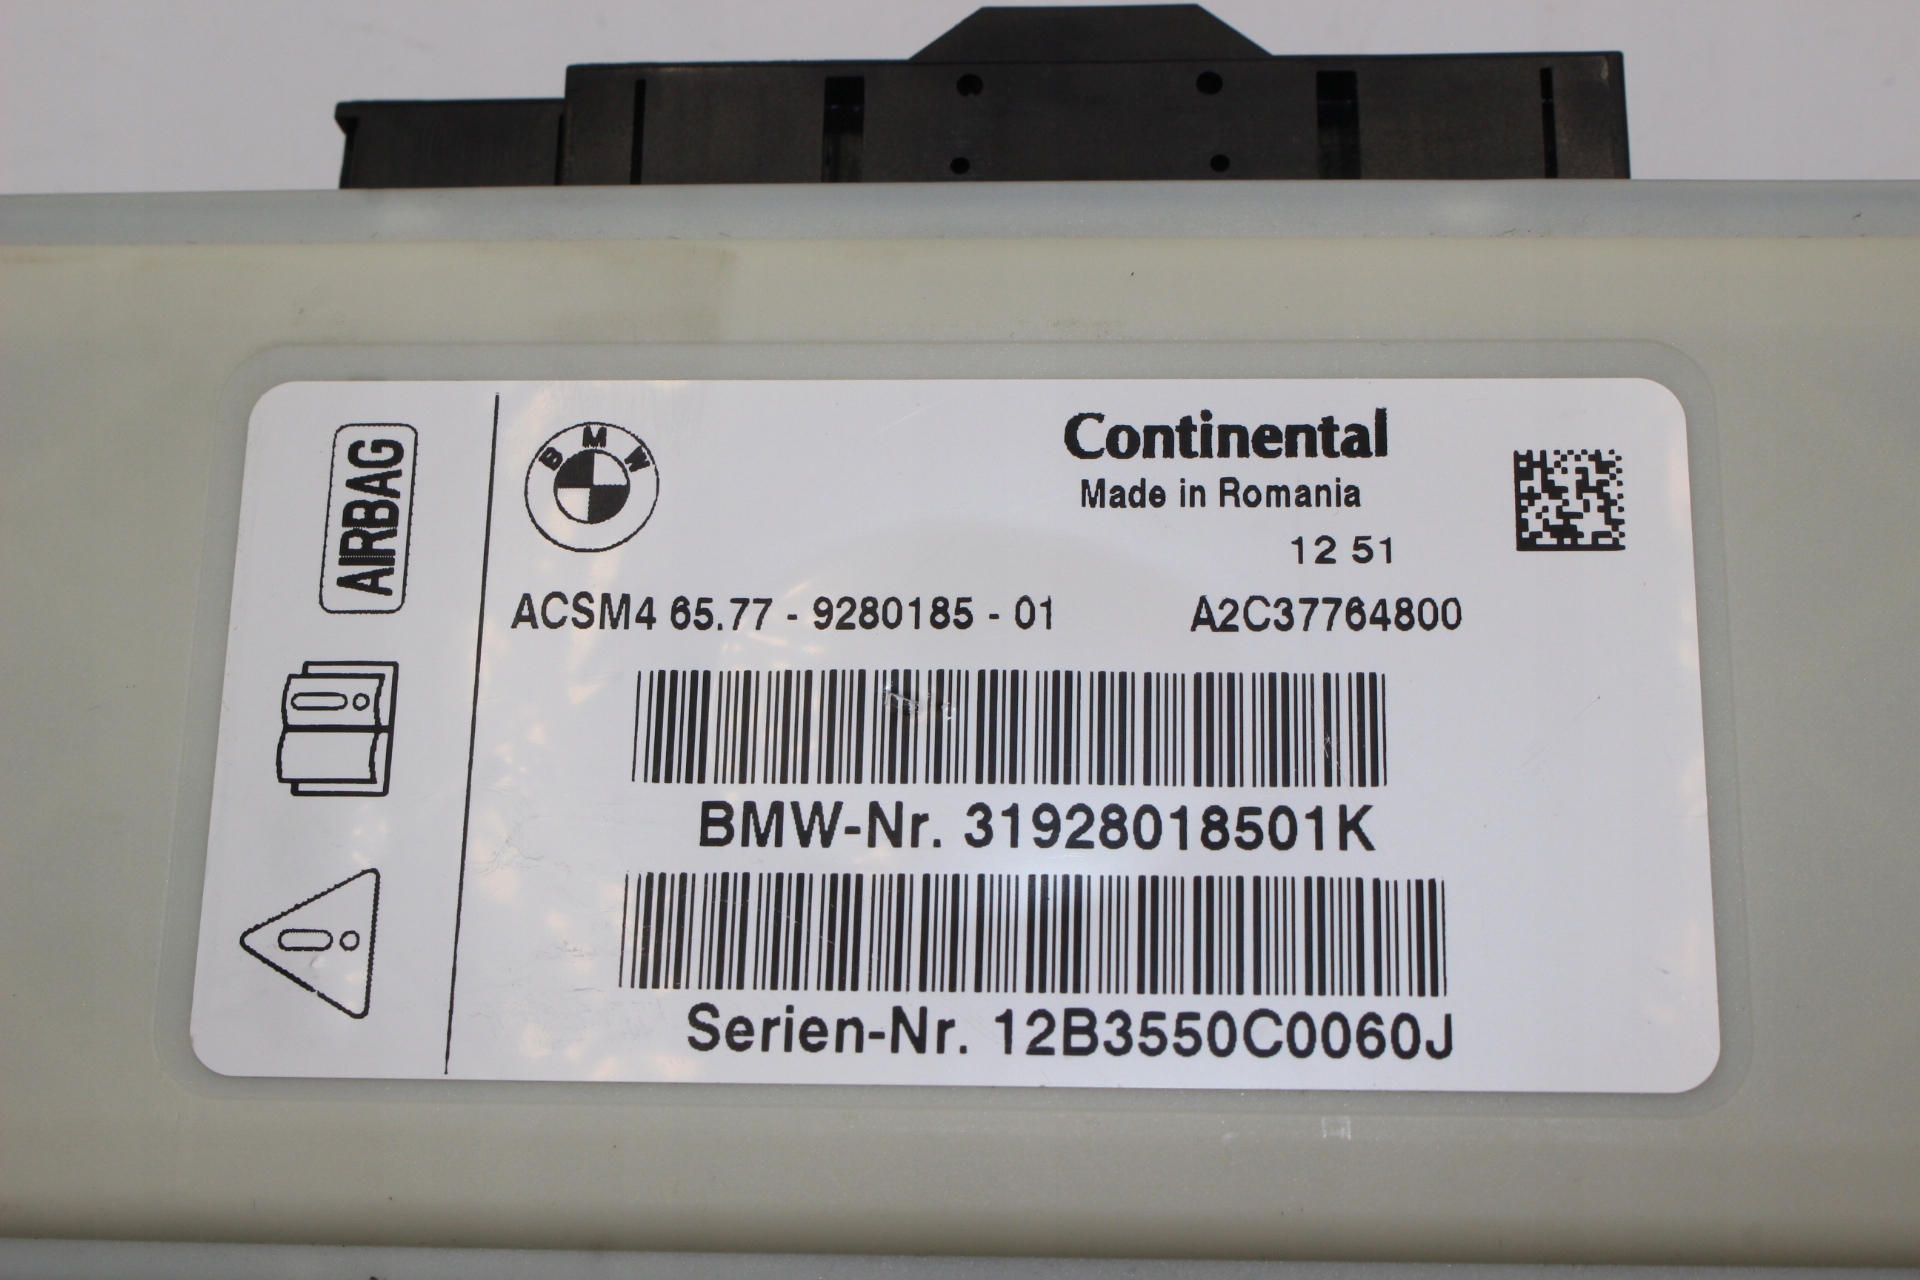 AIRBAG
BMW
Continental
Made in Romania
12 51
ACSM4 65.77 - 9280185 - 01 A2C37764800
BMW-Nr. 31928018501K
Serien-Nr. 12B3550C0060J